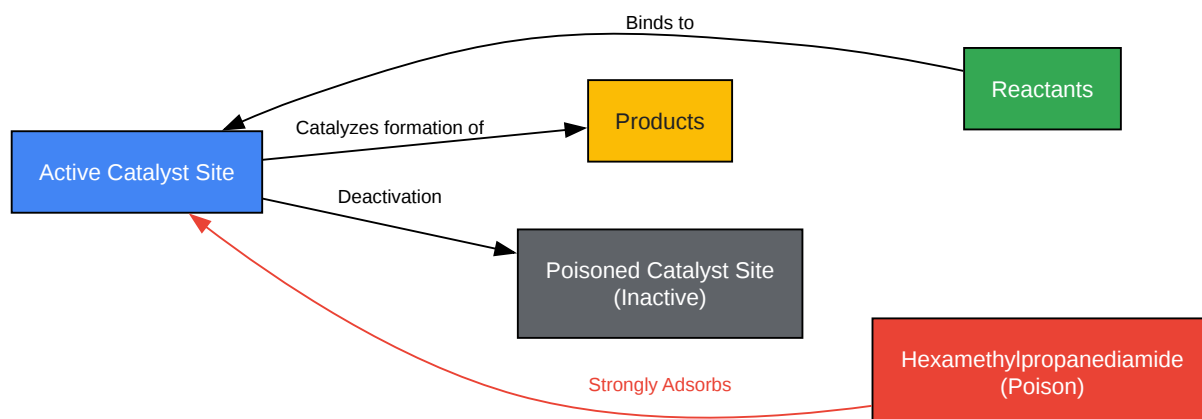 Binds to
Reactants
Products
Catalyzes formation of
Active Catalyst Site
Deactivation
Poisoned Catalyst Site
(Inactive)
Hexamethylpropanediamide
(Poison)
Strongly Adsorbs